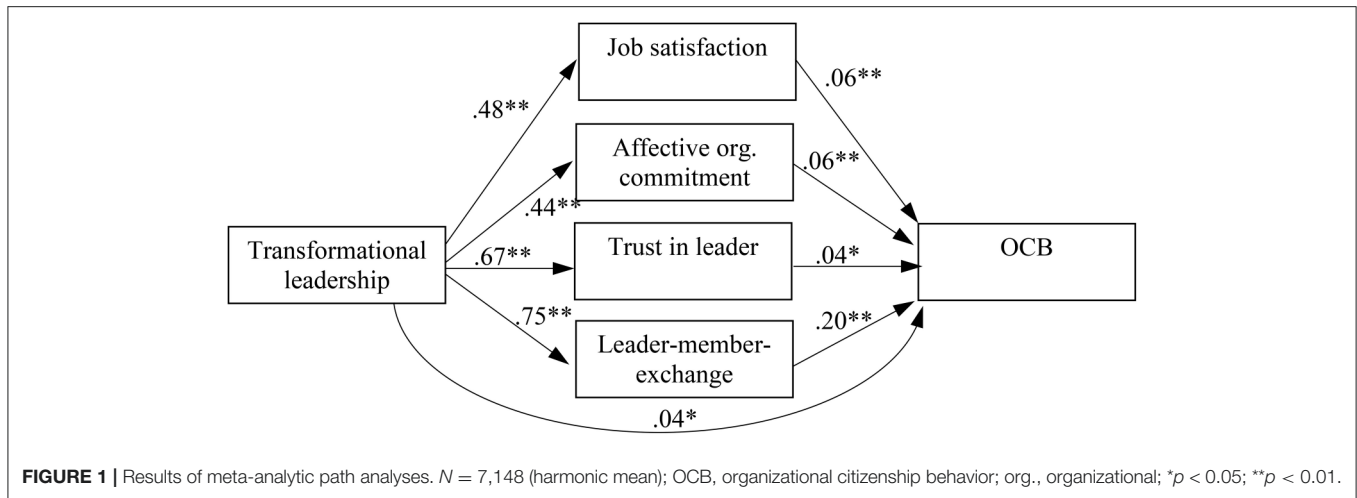 Job satisfaction
.06**
.48**
Affective org.
commitment
.06**
.44**
Transformational
leadership
.67**
Trust in leader
.04*
OCB
.75**
Leader-member-
exchange
.20**
.04*
FIGURE 1 | Results of meta-analytic path analyses. N = 7,148 (harmonic mean); OCB, organizational citizenship behavior; org., organizational; *p < 0.05; **p < 0.01.